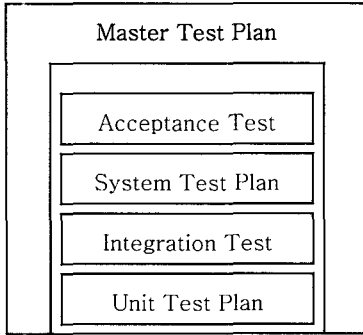 Master Test Plan
Acceptance Test
System Test Plan
Integration Test
Unit Test Plan